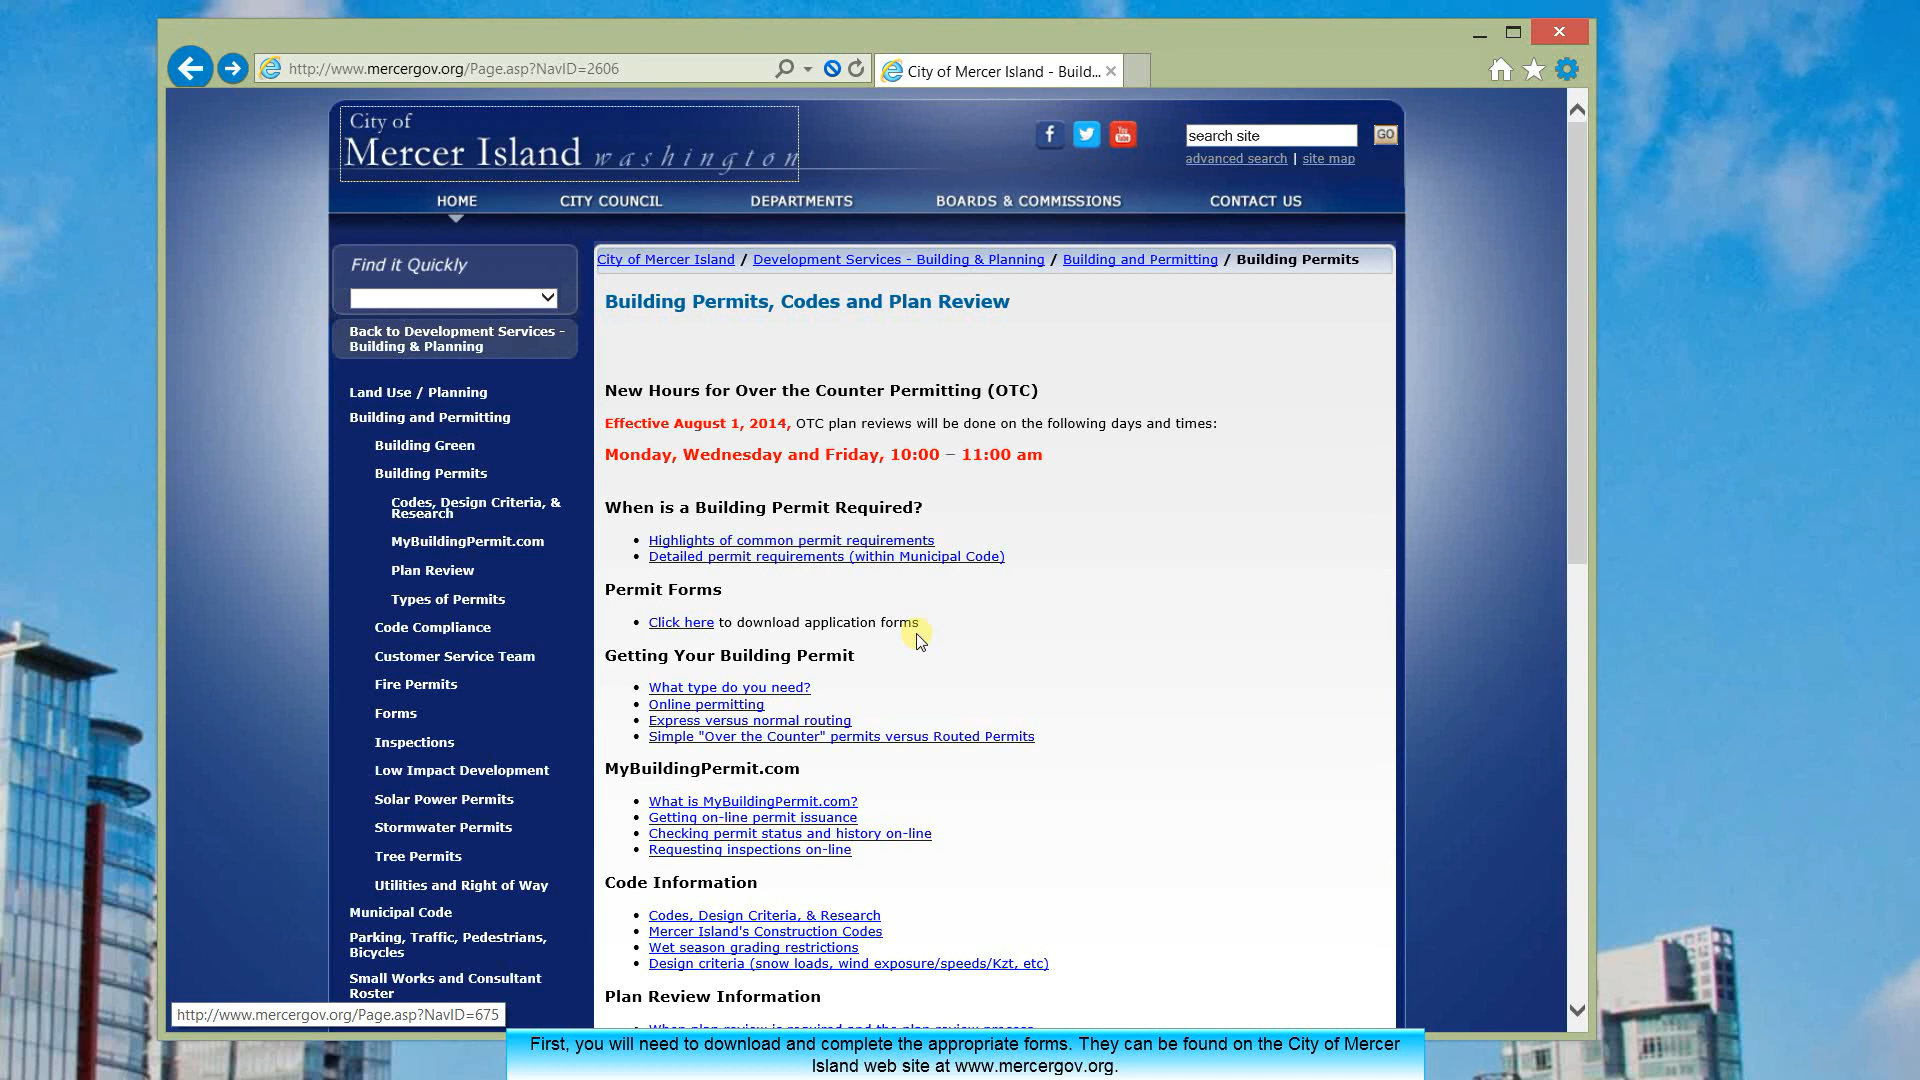 http://www.mercergov.org/Page.asp?NavID=2606
City of Mercer Island - Build...
City of
Mercer Island washington
search site
GO
advanced search | site map
HOME
CITY COUNCIL
DEPARTMENTS
BOARDS & COMMISSIONS
CONTACT US
Find it Quickly
Back to Development Services -
Building & Planning
Land Use / Planning
Building and Permitting
Building Green
Building Permits
Codes, Design Criteria, &
Research
MyBuildingPermit.com
Plan Review
Types of Permits
Code Compliance
Customer Service Team
Fire Permits
Forms
Inspections
Low Impact Development
Solar Power Permits
Stormwater Permits
Tree Permits
Utilities and Right of Way
Municipal Code
Parking, Traffic, Pedestrians,
Bicycles
Small Works and Consultant
Roster
City of Mercer Island / Development Services - Building & Planning / Building and Permitting / Building Permits
Building Permits, Codes and Plan Review
New Hours for Over the Counter Permitting (OTC)
Effective August 1, 2014, OTC plan reviews will be done on the following days and times:
Monday, Wednesday and Friday, 10:00 – 11:00 am
When is a Building Permit Required?
Highlights of common permit requirements
Detailed permit requirements (within Municipal Code)
Permit Forms
Click here to download application forms
Getting Your Building Permit
What type do you need?
Online permitting
Express versus normal routing
Simple "Over the Counter" permits versus Routed Permits
MyBuildingPermit.com
What is MyBuildingPermit.com?
Getting on-line permit issuance
Checking permit status and history on-line
Requesting inspections on-line
Code Information
Codes, Design Criteria, & Research
Mercer Island's Construction Codes
Wet season grading restrictions
Design criteria (snow loads, wind exposure/speeds/Kzt, etc)
Plan Review Information
When plan review is required and the plan review process
http://www.mercergov.org/Page.asp?NavID=675
First, you will need to download and complete the appropriate forms. They can be found on the City of Mercer
Island web site at www.mercergov.org.